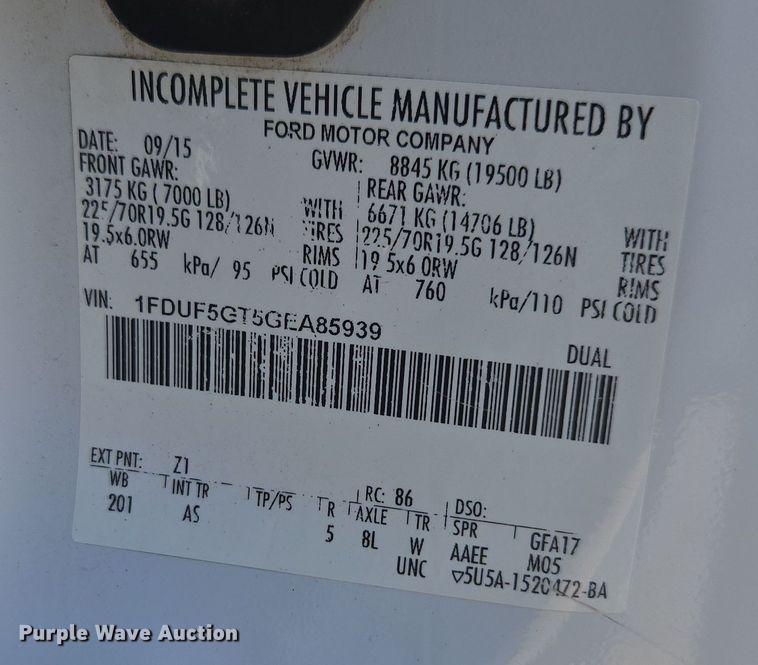 INCOMPLETE VEHICLE MANUFACTURED BY
FORD MOTOR COMPANY
DATE: 09/15 GVWR: 8845 KG (19500 LB)
FRONT GAWR: REAR GAWR:
3175 KG (7000 LB) WITH 6671 KG (14706 LB) WITH
225/70R19.5G 128/126N TIRES 225/70R19.5G 128/126N TIRES
19.5x6.0RW RIMS 19.5x6.0RW RIMS
AT 655 kPa/ 95 PSI COLD AT 760 kPa/110 PSI COLD
VIN: 1FDUF5GT5GEA85939
DUAL
EXT PNT: Z1 RC: 86 DSO:
WB INT TR TP/PS R AXLE TR SPR GFA17
201 AS 5 8L W AAEE M05
UNC ▽5U5A-1520472-BA
Purple Wave Auction